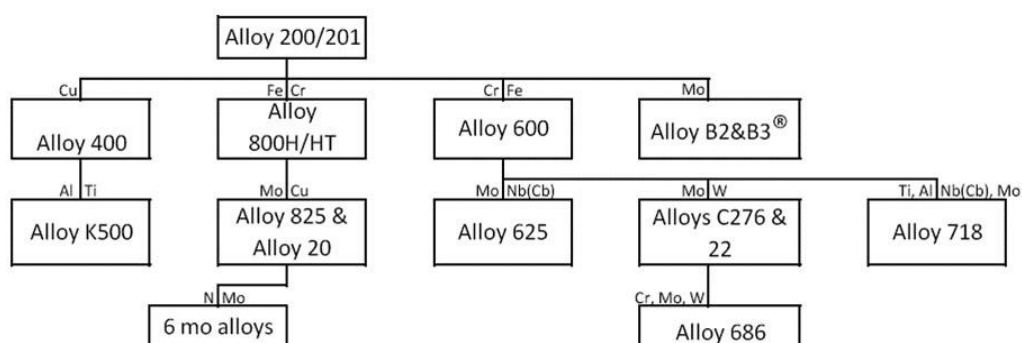 Alloy 200/201
Cu
Fe Cr
Cr Fe
Mo
Alloy 400
Alloy
800H/HT
Alloy 600
Alloy B2&B3®
Al Ti
Mo Cu
Mo Nb(Cb)
Mo W
Ti, Al Nb(Cb), Mo
Alloy K500
Alloy 825 &
Alloy 20
Alloy 625
Alloys C276 &
22
Alloy 718
N Mo
Cr, Mo, W
6 mo alloys
Alloy 686